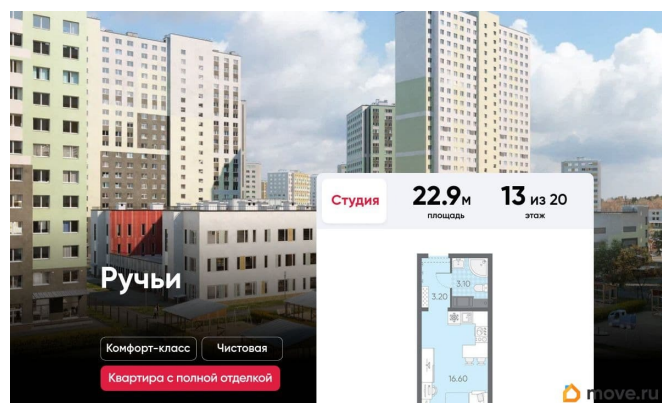 Студия
22.9м
площадь
13 из 20
этаж
3.10
3.20
16.60
Ручьи
Комфорт-класс
Чистовая
Квартира с полной отделкой
move.ru